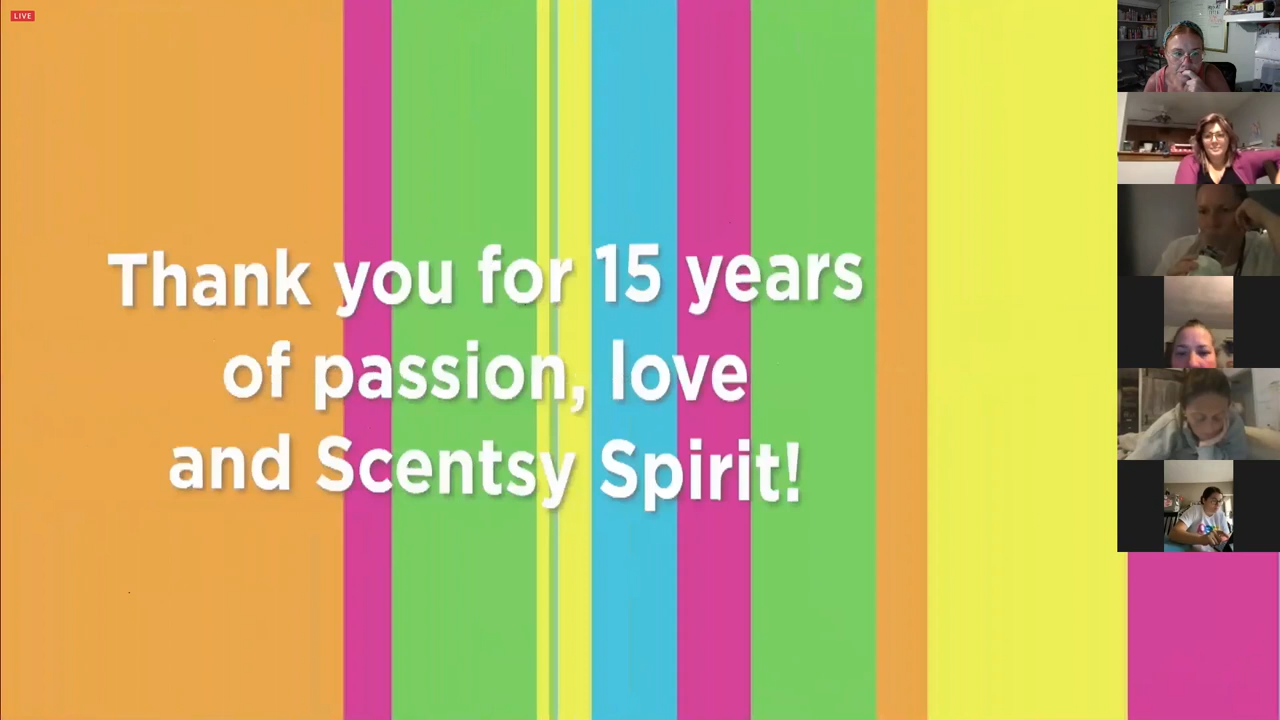 LIVE
Thank you for 15 years
of passion, love
and Scentsy Spirit!